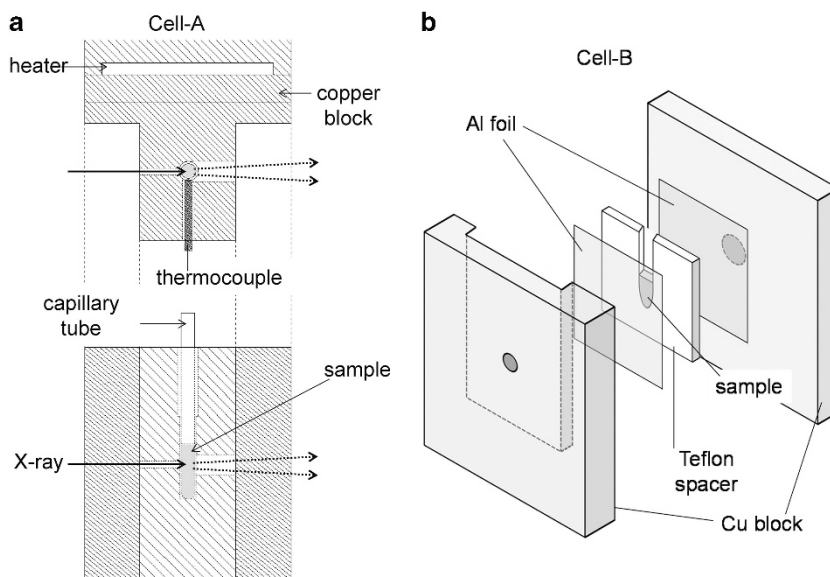 a
Cell-A
heater
copper
block
thermocouple
capillary
tube
sample
X-ray
b
Cell-B
Al foil
sample
Teflon
spacer
Cu block